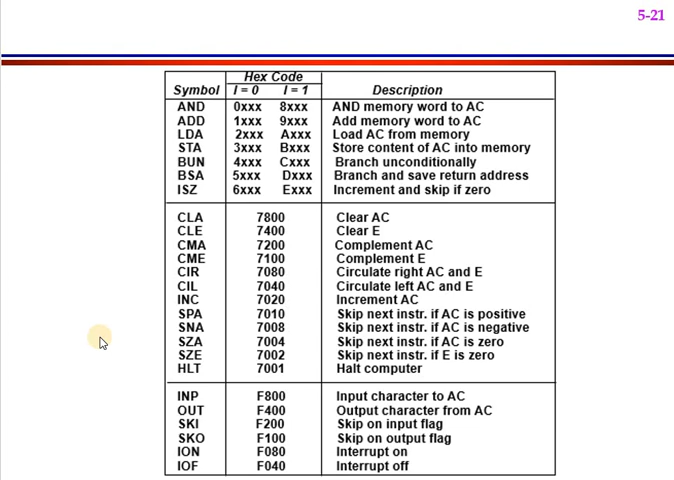 5-21
Hex Code
Symbol I = 0 I = 1 Description
AND 0xxx 8xxx AND memory word to AC
ADD 1xxx 9xxx Add memory word to AC
LDA 2xxx Axxx Load AC from memory
STA 3xxx Bxxx Store content of AC into memory
BUN 4xxx Cxxx Branch unconditionally
BSA 5xxx Dxxx Branch and save return address
ISZ 6xxx Exxx Increment and skip if zero
CLA 7800 Clear AC
CLE 7400 Clear E
CMA 7200 Complement AC
CME 7100 Complement E
CIR 7080 Circulate right AC and E
CIL 7040 Circulate left AC and E
INC 7020 Increment AC
SPA 7010 Skip next instr. if AC is positive
SNA 7008 Skip next instr. if AC is negative
SZA 7004 Skip next instr. if AC is zero
SZE 7002 Skip next instr. if E is zero
HLT 7001 Halt computer
INP F800 Input character to AC
OUT F400 Output character from AC
SKI F200 Skip on input flag
SKO F100 Skip on output flag
ION F080 Interrupt on
IOF F040 Interrupt off